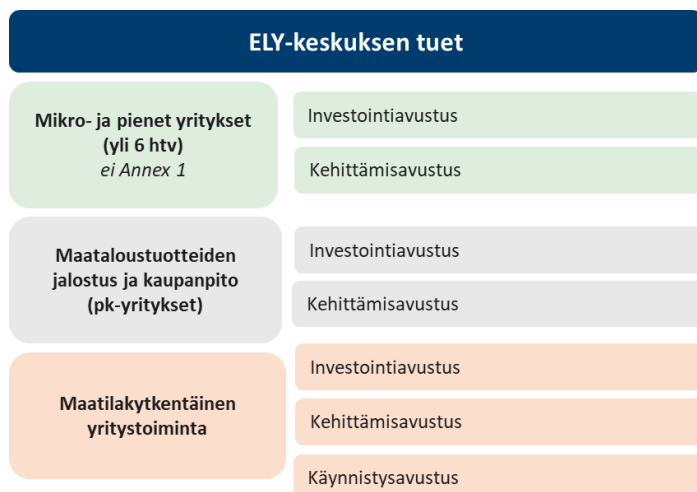 ELY-keskuksen tuet
Mikro- ja pienet yritykset
(yli 6 htv)
ei Annex 1
Investointiavustus
Kehittämisavustus
Maataloustuotteiden
jalostus ja kaupanpito
(pk-yritykset)
Investointiavustus
Kehittämisavustus
Maatilakytkentäinen
yritystoiminta
Investointiavustus
Kehittämisavustus
Käynnistysavustus